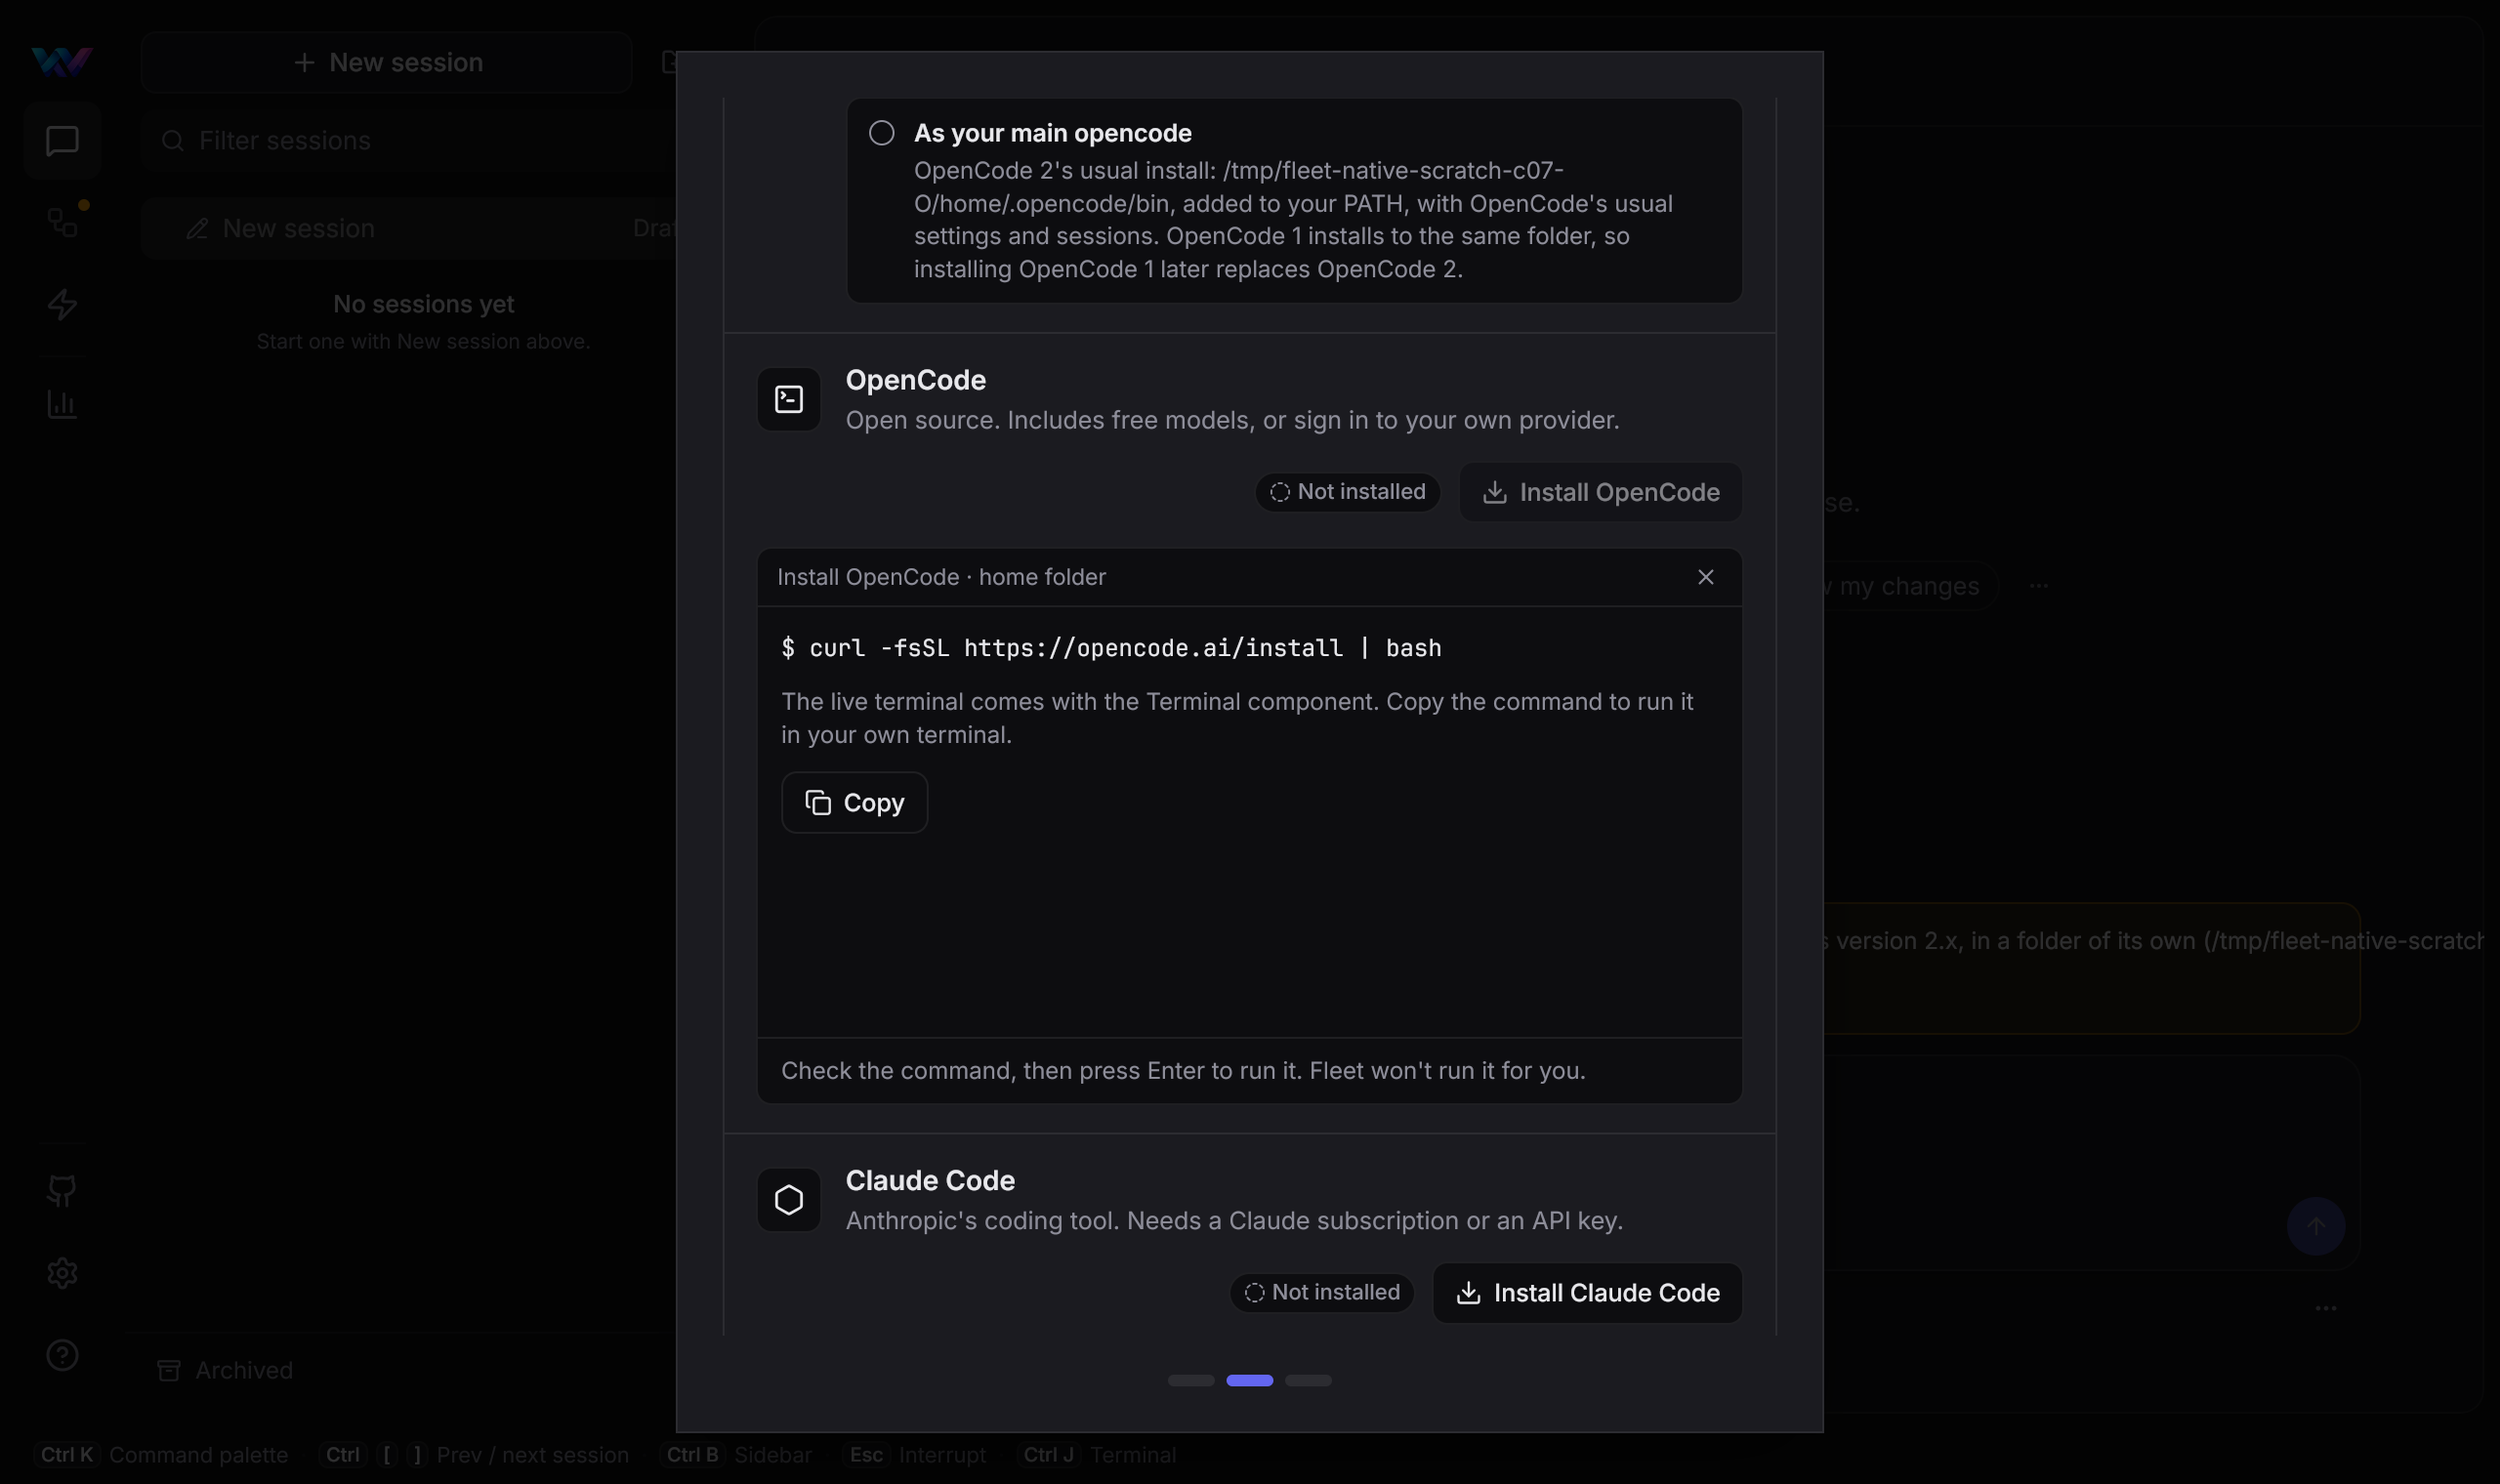 New session
Filter sessions
New session
No sessions yet
Start one with New session above.
Archived
As your main opencode
OpenCode 2's usual install: /tmp/fleet-native-scratch-c07-
O/home/.opencode/bin, added to your PATH, with OpenCode's usual
settings and sessions. OpenCode 1 installs to the same folder, so
installing OpenCode 1 later replaces OpenCode 2.
OpenCode
Open source. Includes free models, or sign in to your own provider.
Not installed
Install OpenCode
Install OpenCode · home folder
$ curl -fsSL https://opencode.ai/install | bash
The live terminal comes with the Terminal component. Copy the command to run it
in your own terminal.
Copy
Check the command, then press Enter to run it. Fleet won't run it for you.
Claude Code
Anthropic's coding tool. Needs a Claude subscription or an API key.
Not installed
Install Claude Code
my changes
version 2.x, in a folder of its own (/tmp/fleet-native-scratch
Ctrl K Command palette Ctrl [ ] Prev / next session Ctrl B Sidebar Esc Interrupt Ctrl J Terminal